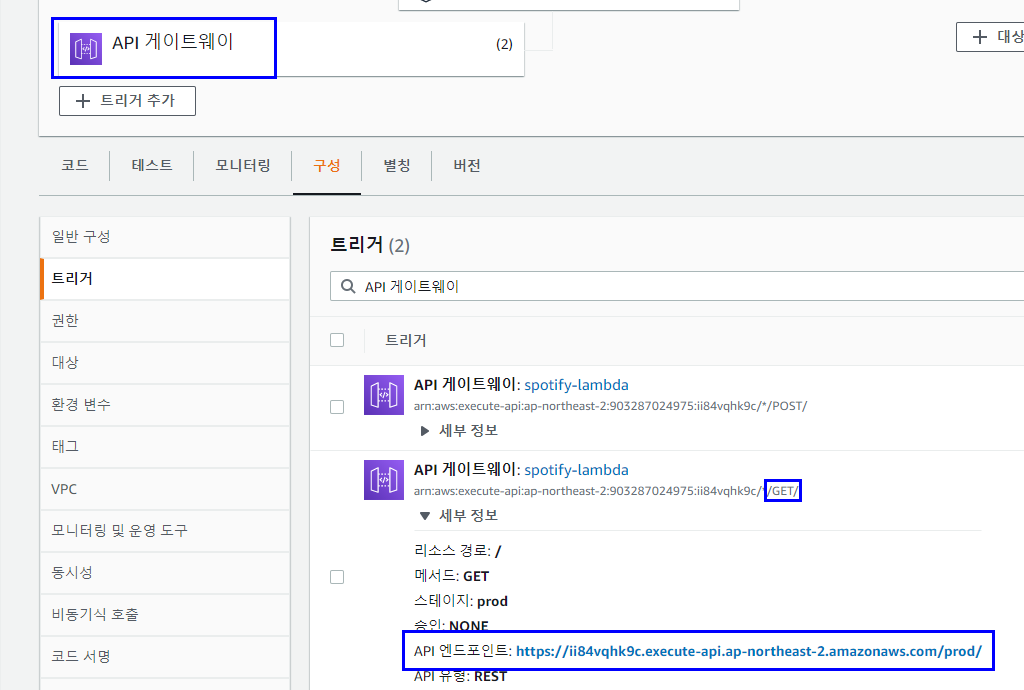 API 게이트웨이
(2)
+ 대상
+ 트리거 추가
코드
테스트
모니터링
구성
별칭
버전
일반 구성
트리거
권한
대상
환경 변수
태그
VPC
모니터링 및 운영 도구
동시성
비동기식 호출
코드 서명
트리거 (2)
API 게이트웨이
트리거
API 게이트웨이: spotify-lambda
arn:aws:execute-api:ap-northeast-2:903287024975:ii84vqhk9c/*/POST/
▶ 세부 정보
API 게이트웨이: spotify-lambda
arn:aws:execute-api:ap-northeast-2:903287024975:ii84vqhk9c/*/GET/
▼ 세부 정보
리소스 경로: /
메서드: GET
스테이지: prod
승인: NONE
API 엔드포인트: https://ii84vqhk9c.execute-api.ap-northeast-2.amazonaws.com/prod/
API 유형: REST